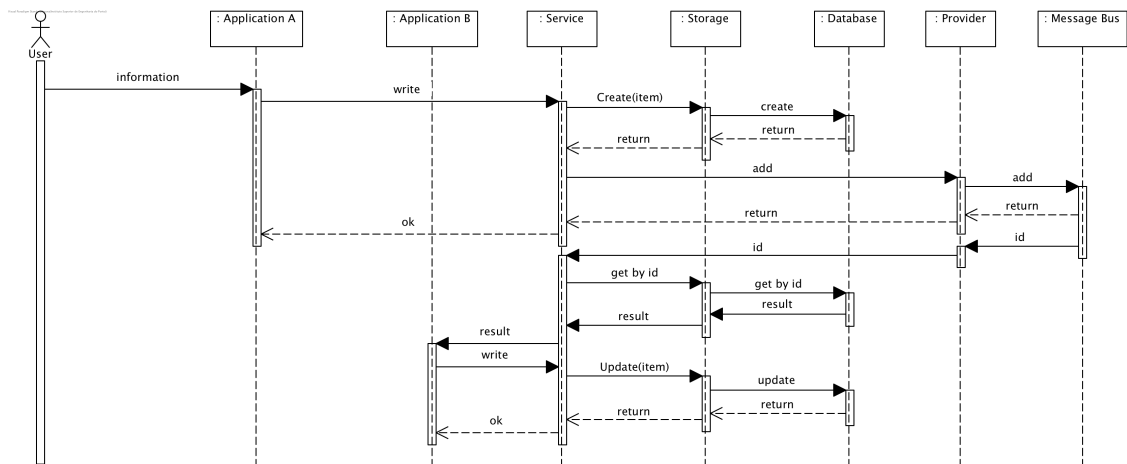 : Application A
: Application B
: Service
: Storage
: Database
: Provider
: Message Bus
User
information
write
Create(item)
create
return
return
add
add
return
return
ok
id
id
get by id
get by id
result
result
result
write
Update(item)
update
return
return
ok